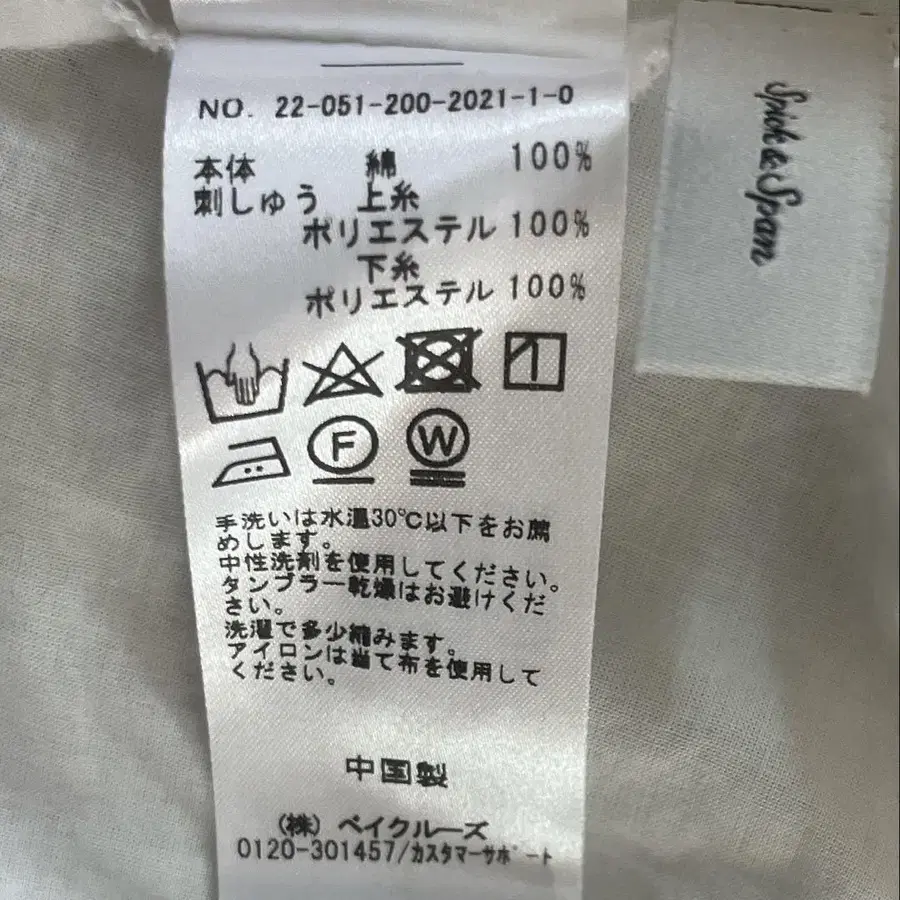 NO. 22-051-200-2021-1-0
本体 綿 100%
刺しゅう 上糸
ポリエステル 100%
下糸
ポリエステル 100%
F W
手洗いは水温30℃以下をお薦
めします。
中性洗剤を使用してください。
タンブラー乾燥はお避けくだ
さい。
洗濯で多少縮みます。
アイロンは当て布を使用して
ください。
中国製
(株) ベイクルーズ
0120-301457/カスタマーサポート
Spick & Span